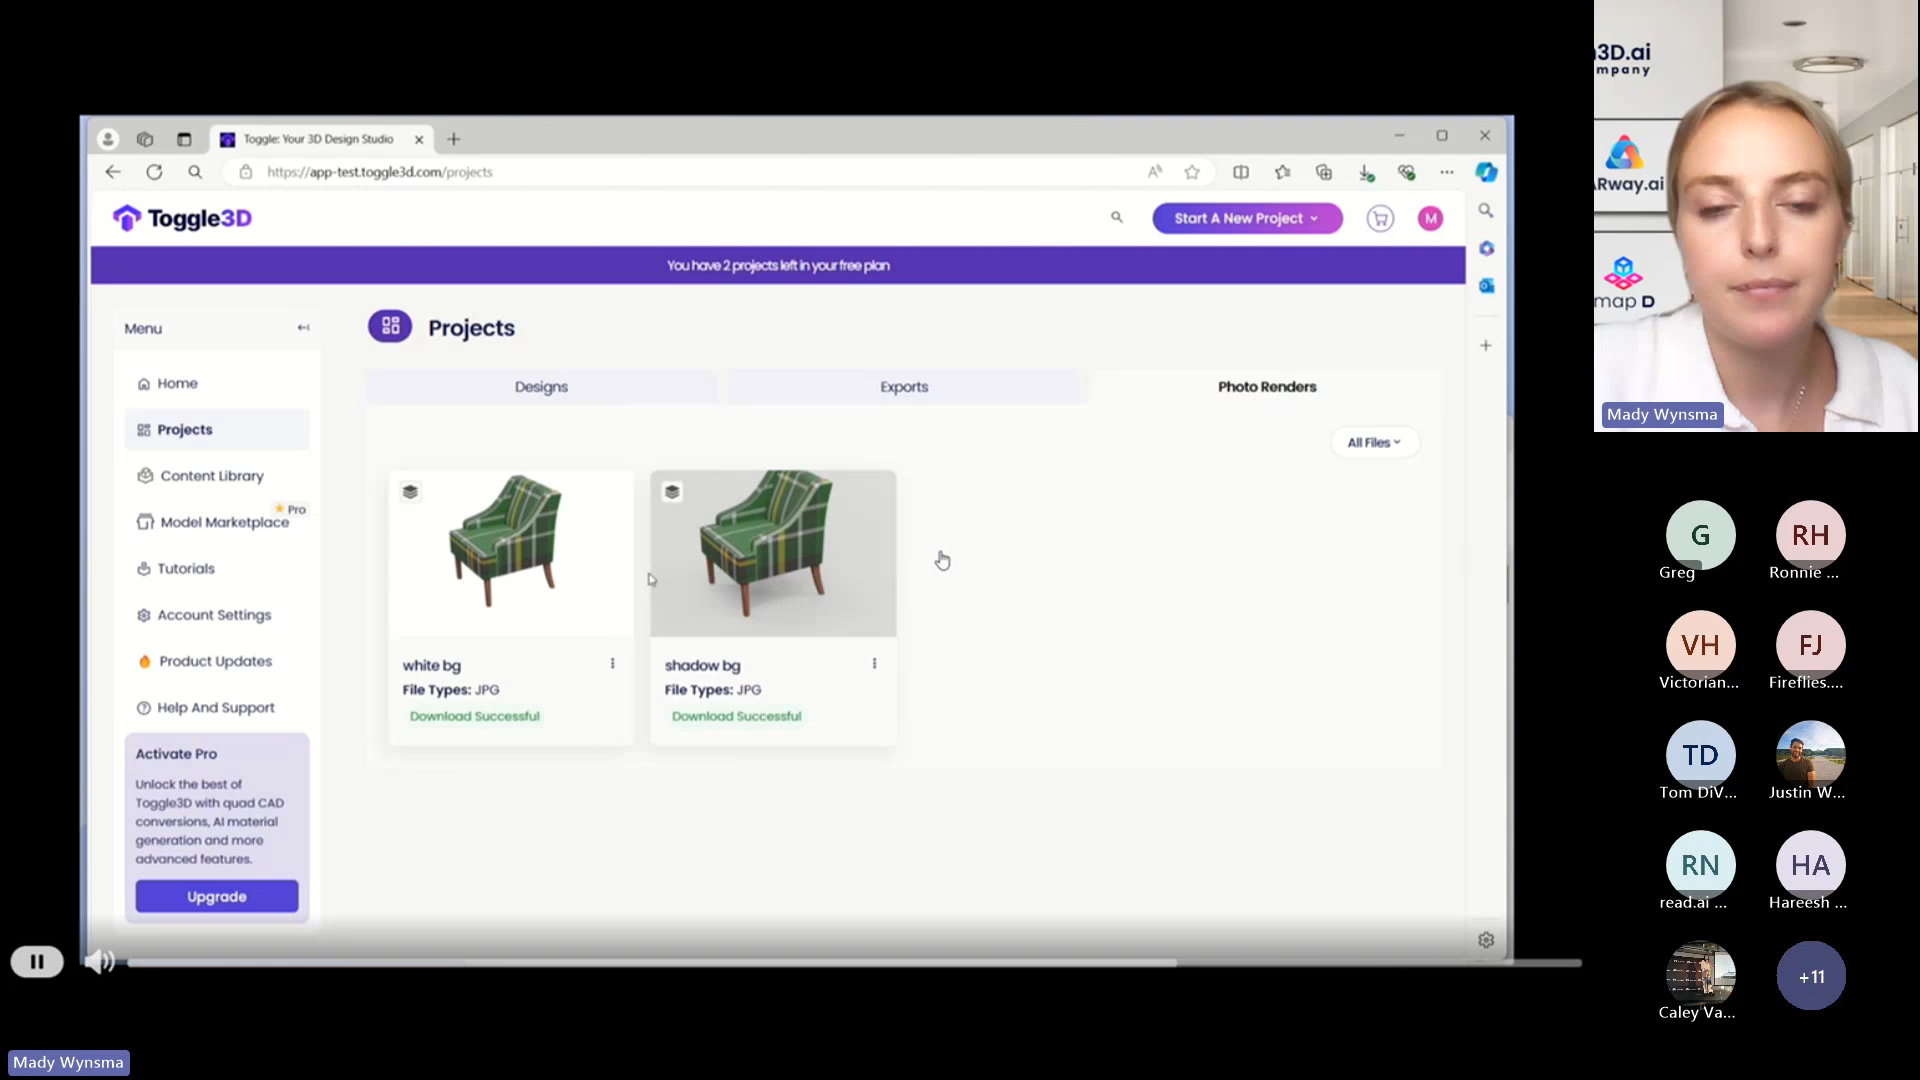 Toggle: Your 3D Design Studio
https://app-test.toggle3d.com/projects
Toggle3D
Start A New Project
M
You have 2 projects left in your free plan
Menu
Home
Projects
Content Library
Pro
Model Marketplace
Tutorials
Account Settings
Product Updates
Help And Support
Activate Pro
Unlock the best of
Toggle3D with quad CAD
conversions, AI material
generation and more
advanced features.
Upgrade
Projects
Designs
Exports
Photo Renders
All Files
white bg
File Types: JPG
Download Successful
shadow bg
File Types: JPG
Download Successful
Mady Wynsma
3D.ai
mpany
ARway.ai
map D
Mady Wynsma
G
Greg
RH
Ronnie ...
VH
Victorian...
FJ
Fireflies....
TD
Tom DiV...
Justin W...
RN
read.ai ...
HA
Hareesh ...
Caley Va...
+11